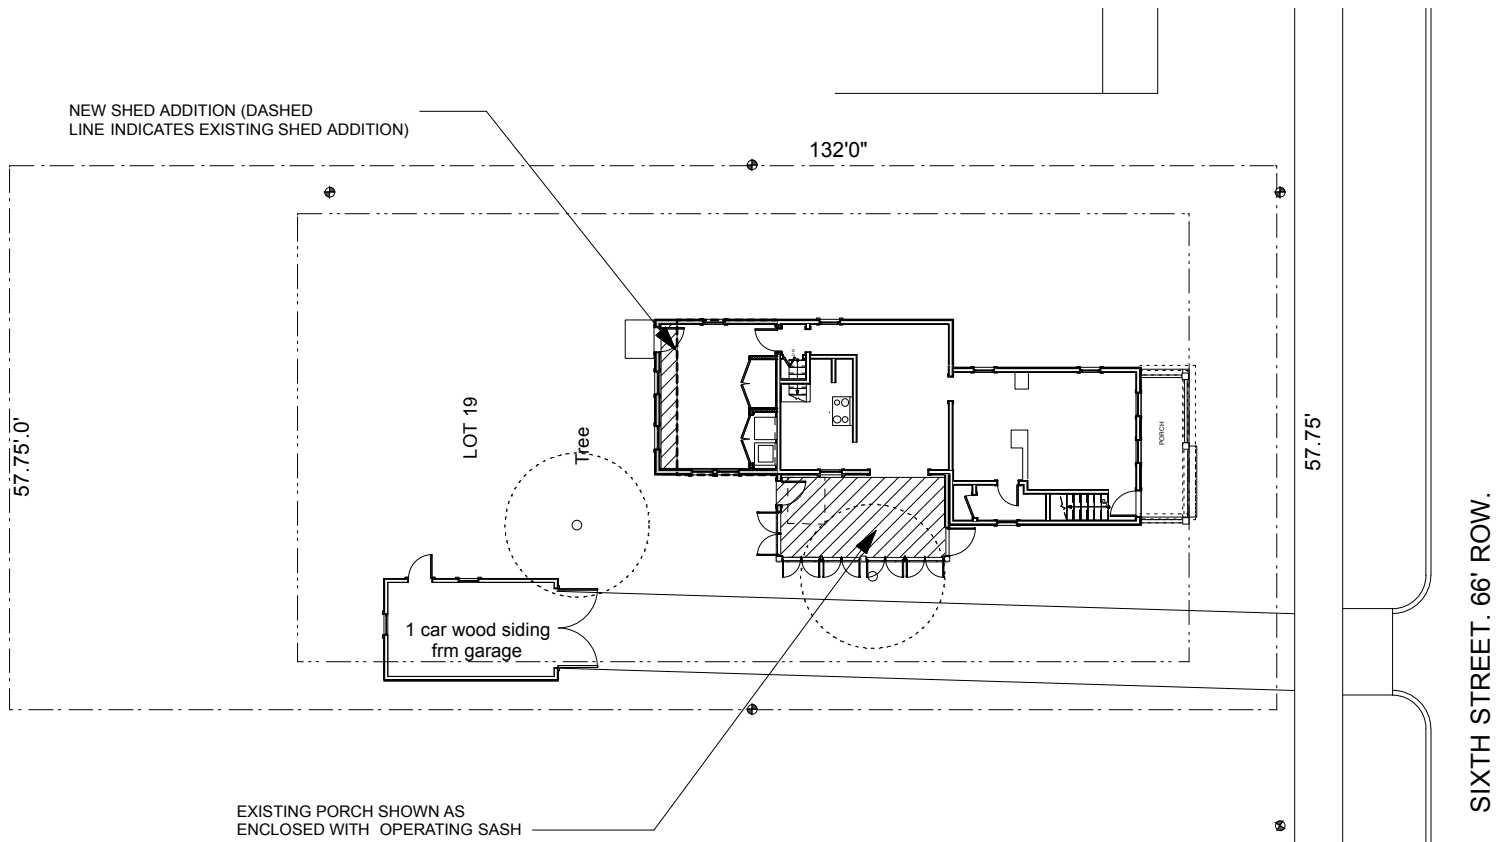 NEW SHED ADDITION (DASHED
LINE INDICATES EXISTING SHED ADDITION)
132'0"
57.75'.0'
LOT 19
Tree
PORCH
57.75'
1 car wood siding
frm garage
SIXTH STREET. 66' ROW.
EXISTING PORCH SHOWN AS
ENCLOSED WITH  OPERATING SASH